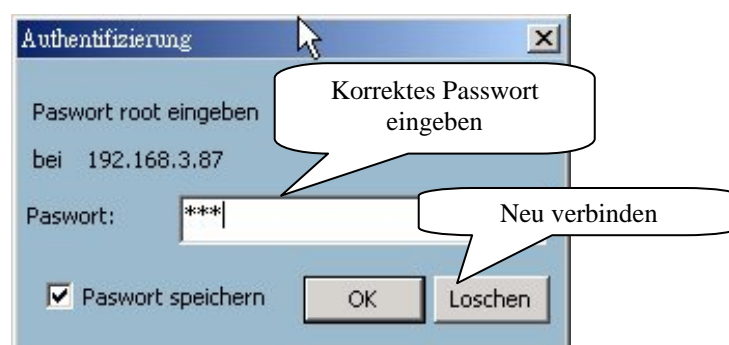 Authentifizierung
Korrektes Passwort
eingeben
Paswort root eingeben
bei 192.168.3.87
Paswort: ***
Neu verbinden
Paswort speichern OK Loschen